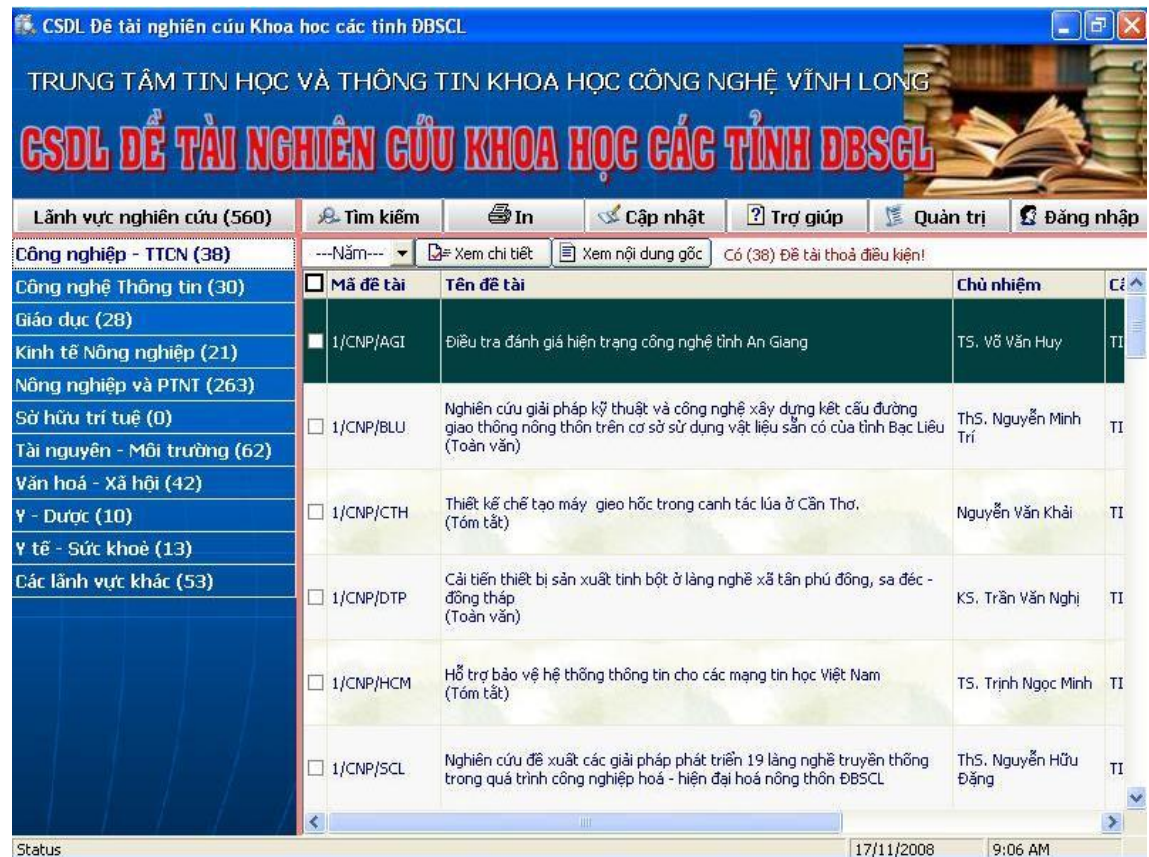 CSDL Đề tài nghiên cứu Khoa học các tỉnh ĐBSCL
TRUNG TÂM TIN HỌC VÀ THÔNG TIN KHOA HỌC CÔNG NGHỆ VĨNH LONG
CSDL ĐỀ TÀI NGHIÊN CỨU KHOA HỌC CÁC TỈNH ĐBSCL
Lãnh vực nghiên cứu (560)
Tìm kiếm
In
Cập nhật
Trợ giúp
Quản trị
Đăng nhập
Công nghiệp - TTCN (38)
Công nghệ Thông tin (30)
Giáo dục (28)
Kinh tế Nông nghiệp (21)
Nông nghiệp và PTNT (263)
Sở hữu trí tuệ (0)
Tài nguyên - Môi trường (62)
Văn hoá - Xã hội (42)
Y - Dược (10)
Y tế - Sức khoẻ (13)
Các lãnh vực khác (53)
---Năm---
Xem chi tiết
Xem nội dung gốc
Có (38) Đề tài thoả điều kiện!
Mã đề tài
Tên đề tài
Chủ nhiệm
1/CNP/AGI
Điều tra đánh giá hiện trạng công nghệ tỉnh An Giang
TS. Võ Văn Huy
TI
1/CNP/BLU
Nghiên cứu giải pháp kỹ thuật và công nghệ xây dựng kết cấu đường
giao thông nông thôn trên cơ sở sử dụng vật liệu sẵn có của tỉnh Bạc Liêu
(Toàn văn)
ThS. Nguyễn Minh
Trí
TI
1/CNP/CTH
Thiết kế chế tạo máy gieo hốc trong canh tác lúa ở Cần Thơ.
(Tóm tắt)
Nguyễn Văn Khải
TI
1/CNP/DTP
Cải tiến thiết bị sản xuất tinh bột ở làng nghề xã tân phú đông, sa đéc -
đồng tháp
(Toàn văn)
KS. Trần Văn Nghị
TI
1/CNP/HCM
Hỗ trợ bảo vệ hệ thống thông tin cho các mạng tin học Việt Nam
(Tóm tắt)
TS. Trịnh Ngọc Minh
TI
1/CNP/SCL
Nghiên cứu đề xuất các giải pháp phát triển 19 làng nghề truyền thống
trong quá trình công nghiệp hoá - hiện đại hoá nông thôn ĐBSCL
ThS. Nguyễn Hữu
Đặng
TI
Status
17/11/2008
9:06 AM